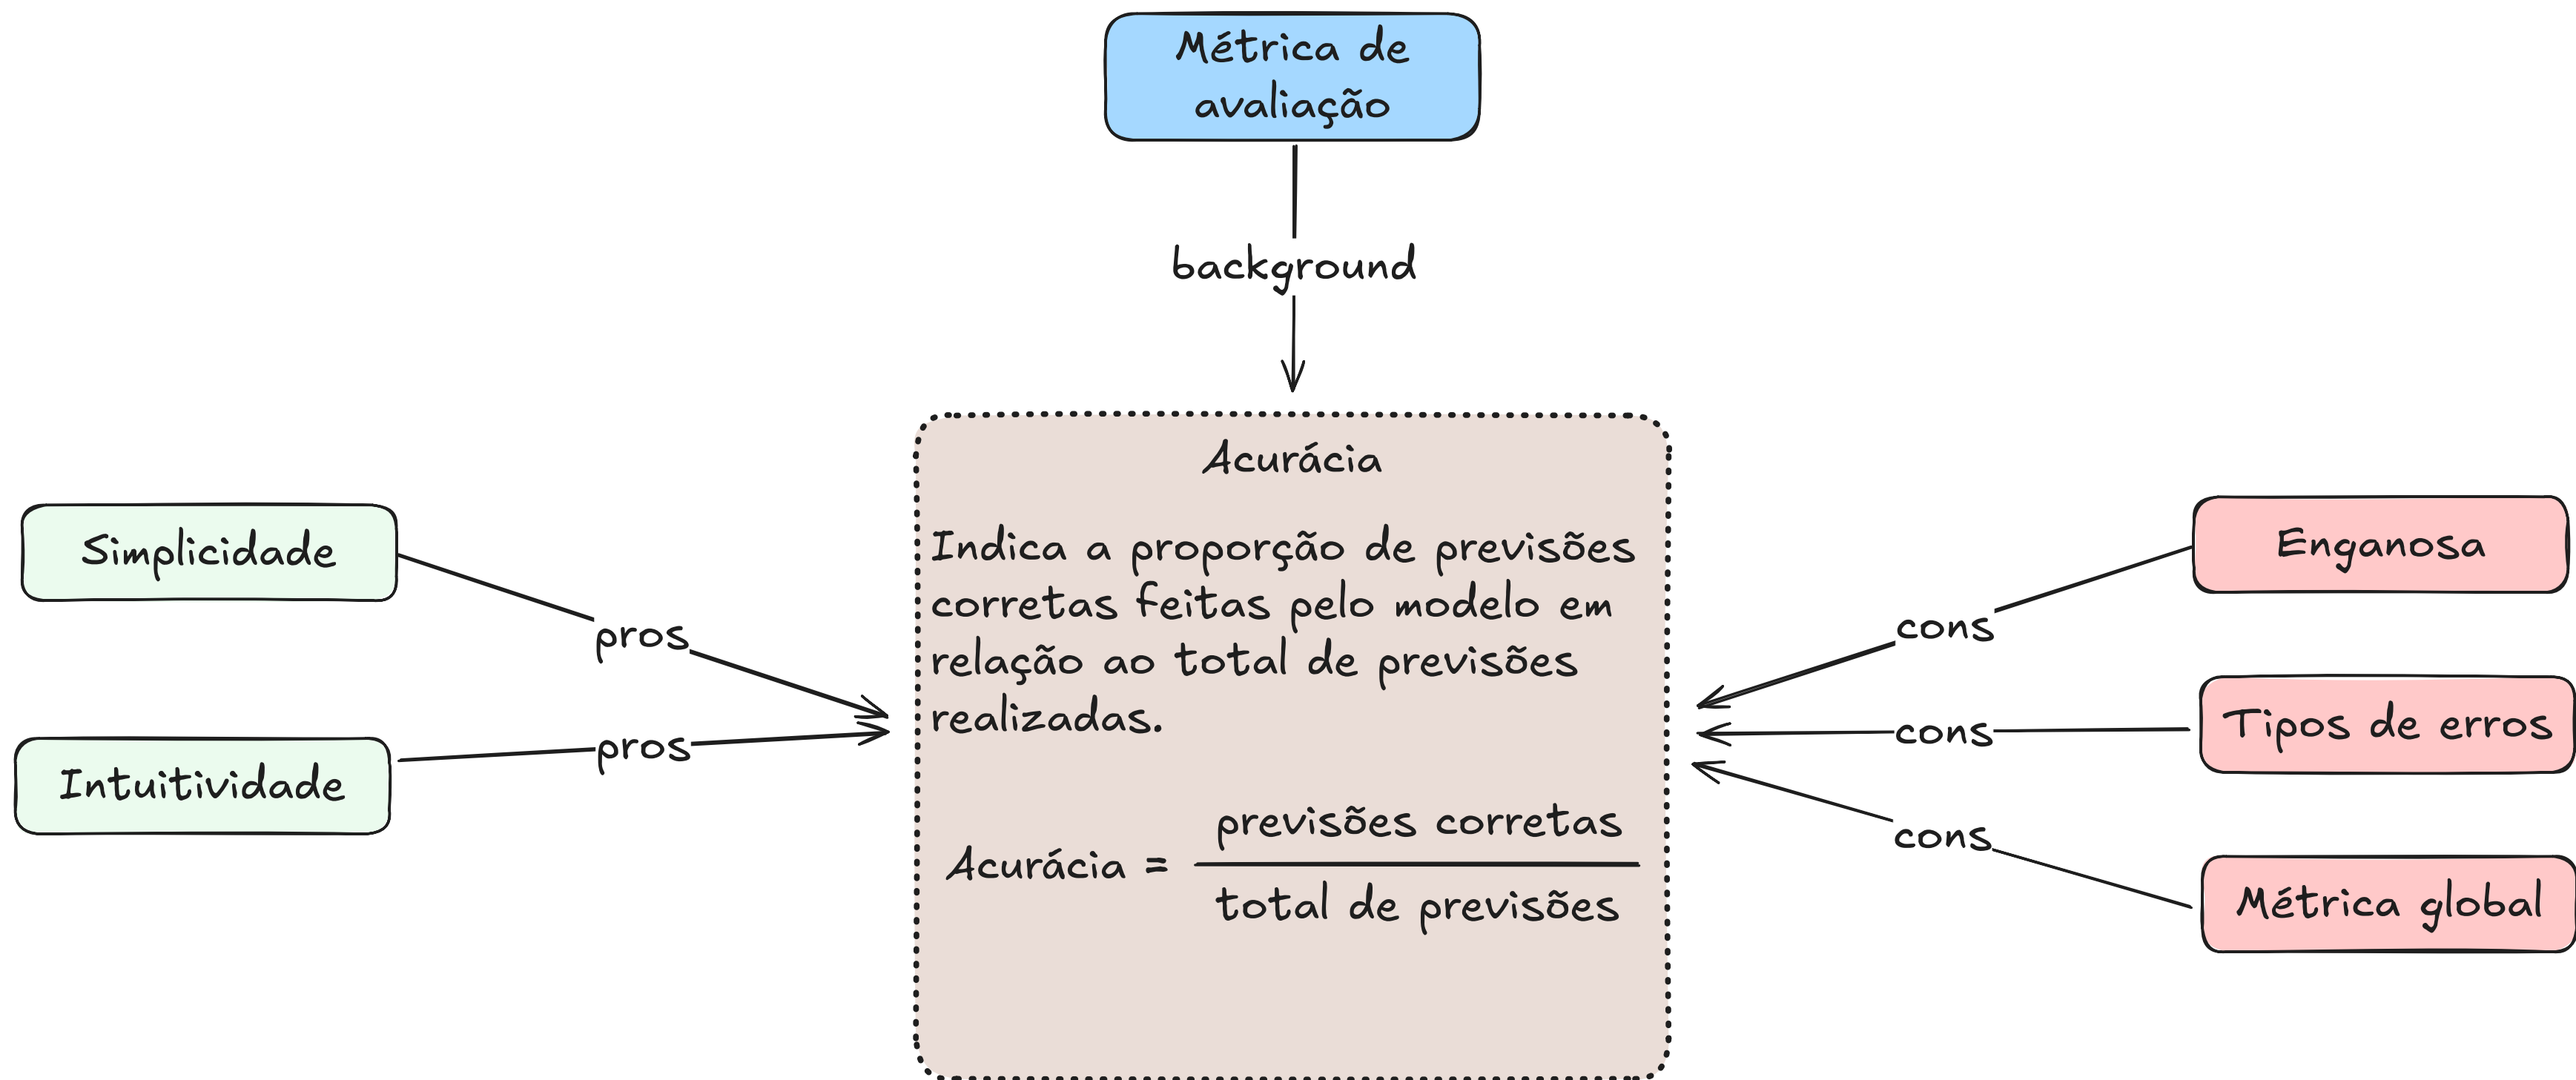 Métrica de
avaliação
background
Acurácia
Indica a proporção de previsões
corretas feitas pelo modelo em
relação ao total de previsões
realizadas.
Acurácia =
previsões corretas
total de previsões
Simplicidade
pros
Intuitividade
pros
Enganosa
cons
Tipos de erros
cons
Métrica global
cons